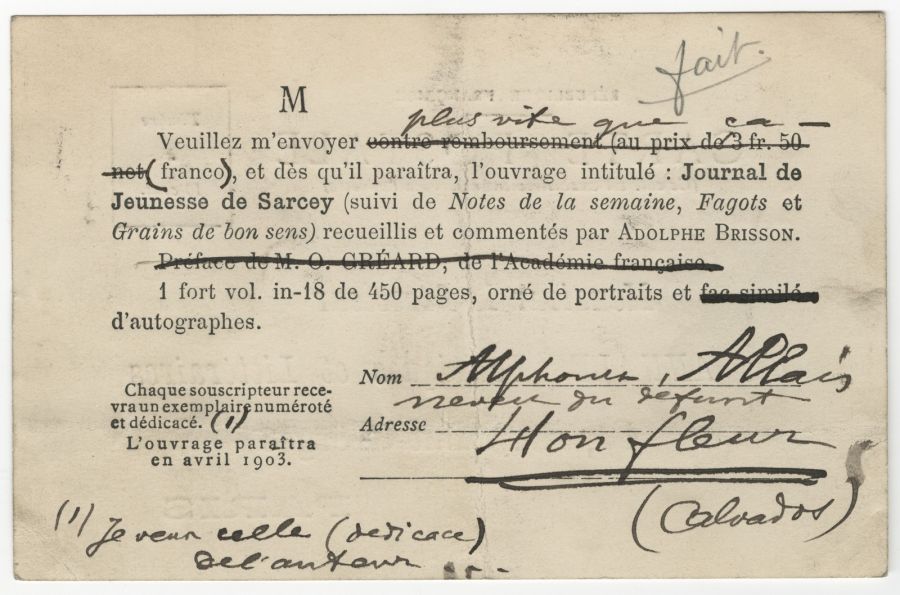 fait.
M
plus vite que ça —
Veuillez m'envoyer contre remboursement (au prix de 3 fr. 50
net (franco), et dès qu'il paraîtra, l'ouvrage intitulé : Journal de
Jeunesse de Sarcey (suivi de Notes de la semaine, Fagots et
Grains de bon sens) recueillis et commentés par ADOLPHE BRISSON.
Préface de M. O. GRÉARD, de l'Académie française.
1 fort vol. in-18 de 450 pages, orné de portraits et fac-similé
d'autographes.
Chaque souscripteur rece-
vra un exemplaire numéroté
et dédicacé. (1)
L'ouvrage paraîtra
en avril 1903.
Nom Alphonse Allais
neveu du défunt
Adresse Honfleur
(Calvados)
(1) Je veux celle (dédicace)
de l'auteur